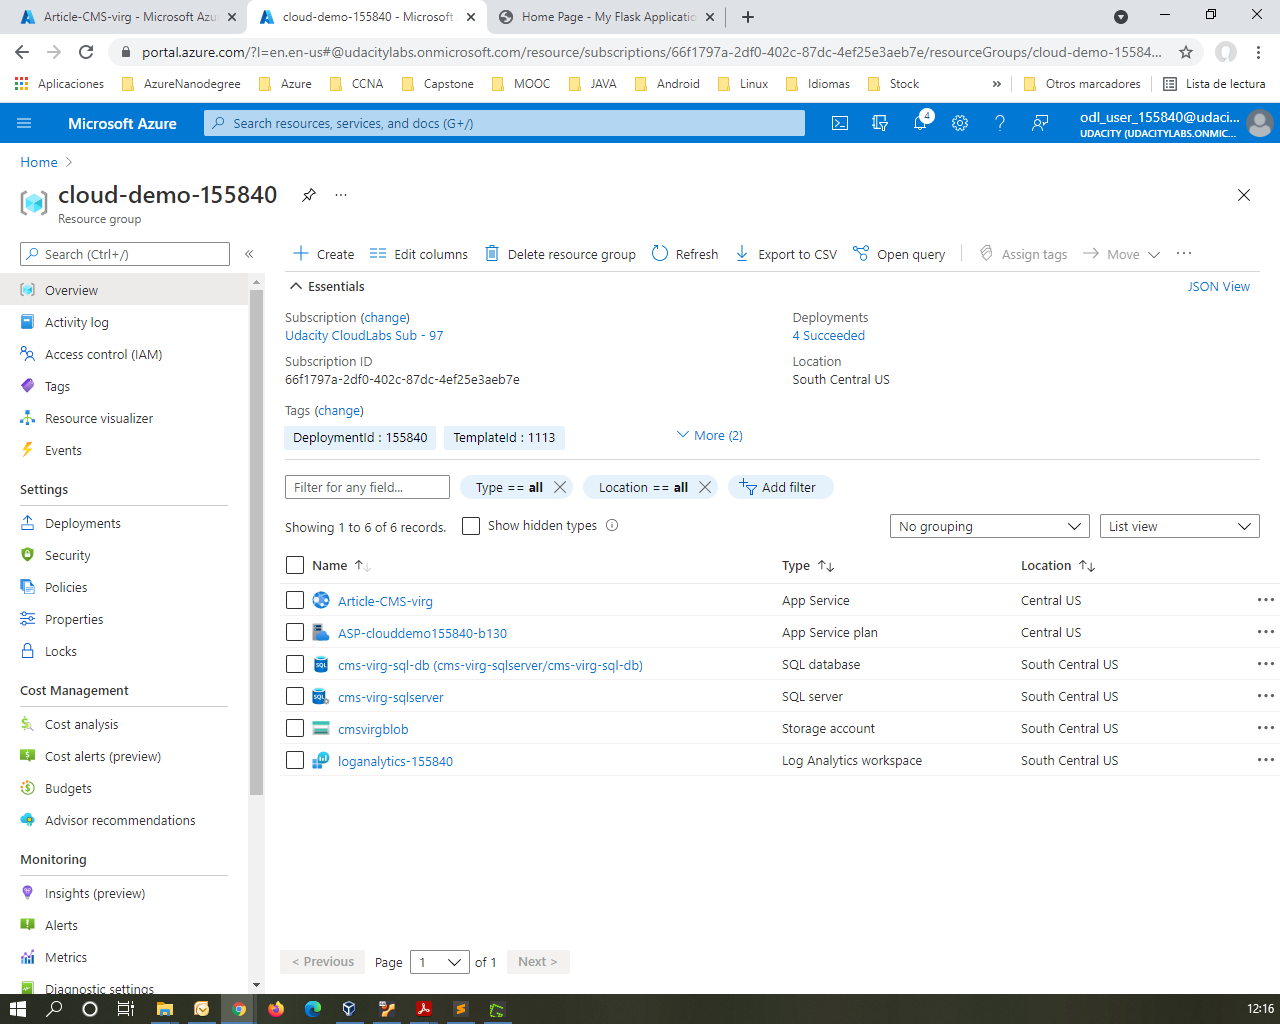 Article-CMS-virg - Microsoft Azu
cloud-demo-155840 - Microsoft
Home Page - My Flask Applicatio
portal.azure.com/?l=en.en-us#@udacitylabs.onmicrosoft.com/resource/subscriptions/66f1797a-2df0-402c-87dc-4ef25e3aeb7e/resourceGroups/cloud-demo-15584...
Aplicaciones AzureNanodegree Azure CCNA Capstone MOOC JAVA Android Linux Idiomas Stock » Otros marcadores Lista de lectura
Microsoft Azure
Search resources, services, and docs (G+/)
4
odl_user_155840@udaci...
UDACITY (UDACITYLABS.ONMIC...
Home
cloud-demo-155840
...
Resource group
Search (Ctrl+/)
«
Overview
Activity log
Access control (IAM)
Tags
Resource visualizer
Events
Settings
Deployments
Security
Policies
Properties
Locks
Cost Management
Cost analysis
Cost alerts (preview)
Budgets
Advisor recommendations
Monitoring
Insights (preview)
Alerts
Metrics
Diagnostic settings
Create Edit columns Delete resource group Refresh Export to CSV Open query Assign tags Move ...
Essentials
JSON View
Subscription (change)
Udacity CloudLabs Sub - 97
Subscription ID
66f1797a-2df0-402c-87dc-4ef25e3aeb7e
Deployments
4 Succeeded
Location
South Central US
Tags (change)
DeploymentId : 155840 TemplateId : 1113 More (2)
Filter for any field... Type == all Location == all Add filter
Showing 1 to 6 of 6 records. Show hidden types No grouping List view
Name Type Location
Article-CMS-virg App Service Central US
ASP-clouddemo155840-b130 App Service plan Central US
cms-virg-sql-db (cms-virg-sqlserver/cms-virg-sql-db) SQL database South Central US
cms-virg-sqlserver SQL server South Central US
cmsvirgblob Storage account South Central US
loganalytics-155840 Log Analytics workspace South Central US
< Previous Page 1 of 1 Next >
12:16